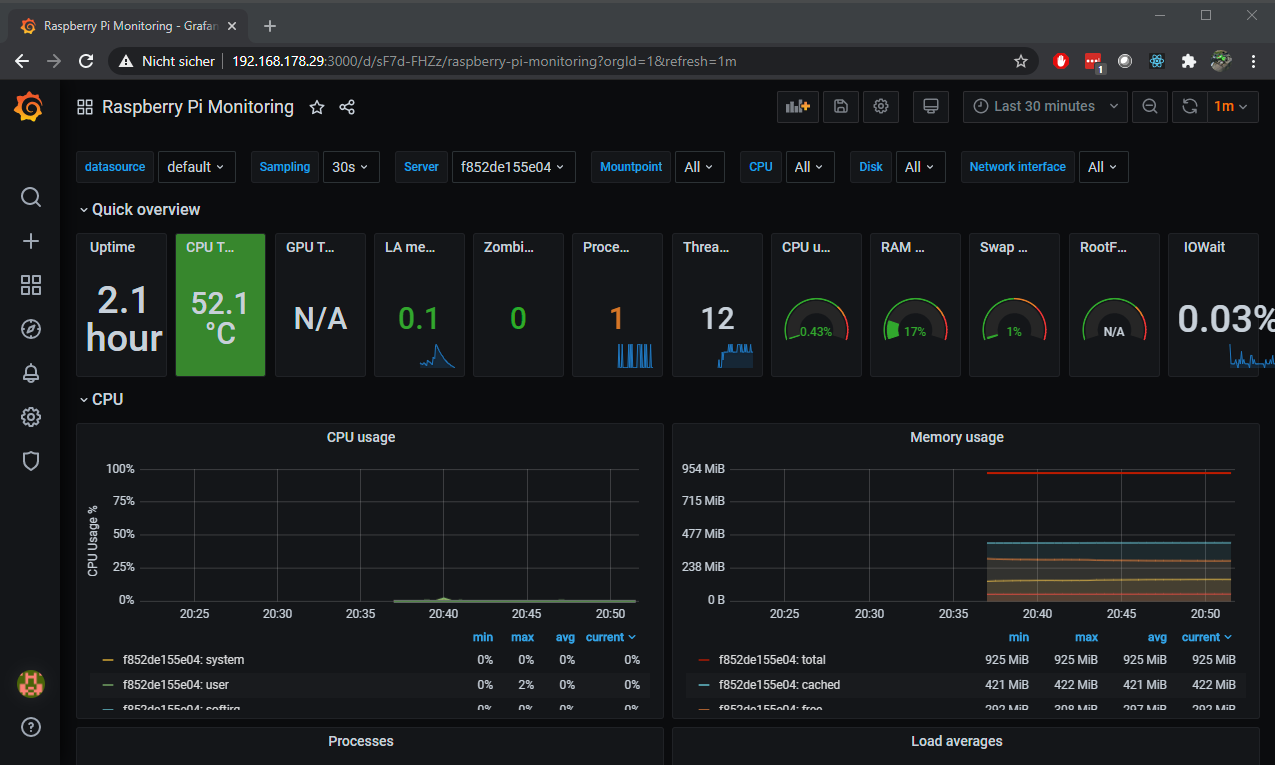 Raspberry Pi Monitoring - Grafan
Nicht sicher 192.168.178.29:3000/d/sF7d-FHZz/raspberry-pi-monitoring?orgId=1&refresh=1m
1
Raspberry Pi Monitoring
Last 30 minutes
1m
datasource default Sampling 30s Server f852de155e04 Mountpoint All CPU All Disk All Network interface All
Quick overview
Uptime
2.1
hour
CPU T...
52.1
°C
GPU T...
N/A
LA me...
0.1
Zombi...
0
Proce...
1
Threa...
12
CPU u...
0.43%
RAM ...
17%
Swap ...
1%
RootF...
N/A
IOWait
0.03%
CPU
CPU usage
CPU Usage %
100%
75%
50%
25%
0%
20:25 20:30 20:35 20:40 20:45 20:50
min max avg current
f852de155e04: system 0% 0% 0% 0%
f852de155e04: user 0% 2% 0% 0%
f852de155e04: softirq 0% 0% 0% 0%
Memory usage
954 MiB
715 MiB
477 MiB
238 MiB
0 B
20:25 20:30 20:35 20:40 20:45 20:50
min max avg current
f852de155e04: total 925 MiB 925 MiB 925 MiB 925 MiB
f852de155e04: cached 421 MiB 422 MiB 421 MiB 422 MiB
f852de155e04: free 292 MiB 308 MiB 297 MiB 292 MiB
Processes
Load averages